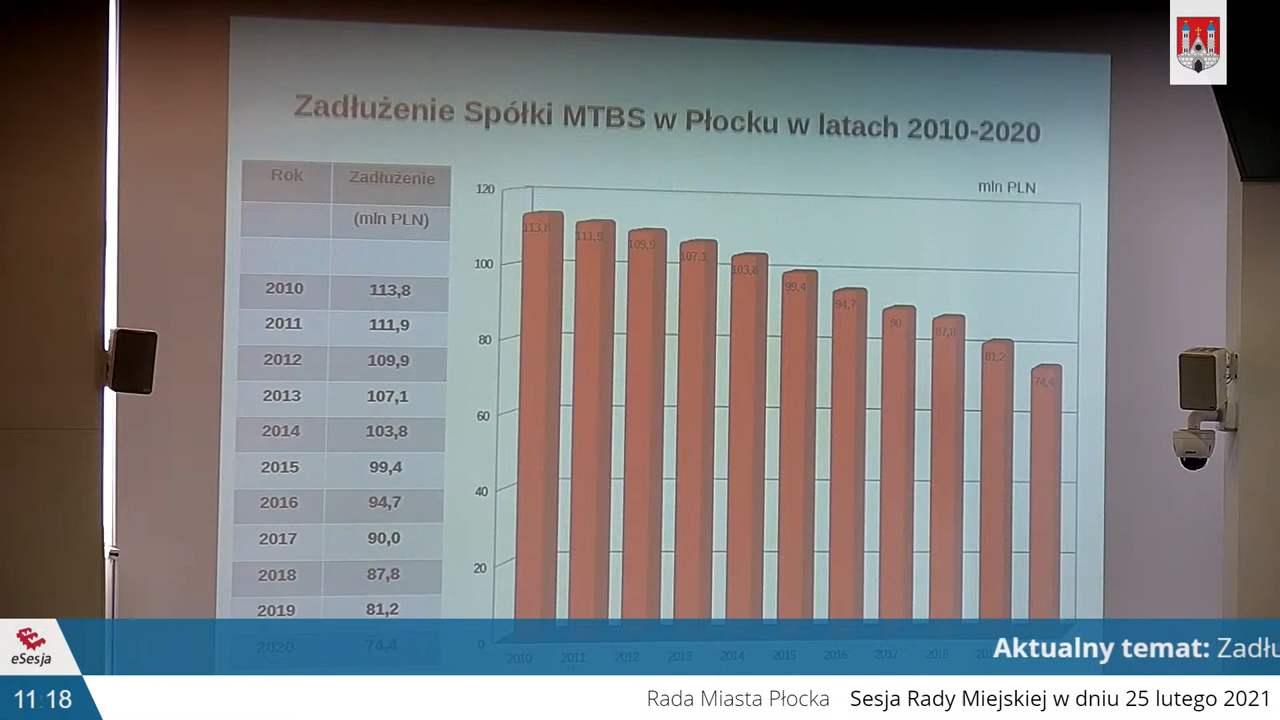 Zadłużenie Spółki MTBS w Płocku w latach 2010-2020
Rok Zadłużenie
(mln PLN)
2010 113,8
2011 111,9
2012 109,9
2013 107,1
2014 103,8
2015 99,4
2016 94,7
2017 90,0
2018 87,8
2019 81,2
2020 74,4
mln PLN
120
100
80
60
40
20
0
113,8 111,9 109,9 107,1 103,8 99,4 94,7 90 87,8 81,2 74,4
2010 2011 2012 2013 2014 2015 2016 2017 2018
Aktualny temat: Zadłu
eSesja
11:18
Rada Miasta Płocka Sesja Rady Miejskiej w dniu 25 lutego 2021